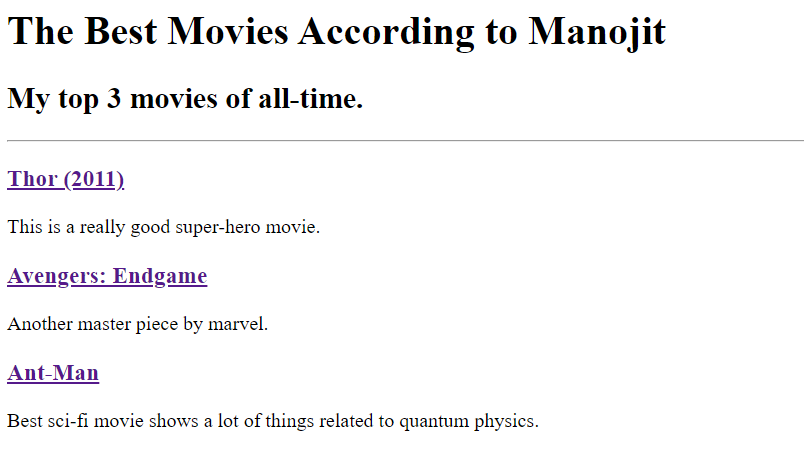 The Best Movies According to Manojit
My top 3 movies of all-time.
Thor (2011)
This is a really good super-hero movie.
Avengers: Endgame
Another master piece by marvel.
Ant-Man
Best sci-fi movie shows a lot of things related to quantum physics.